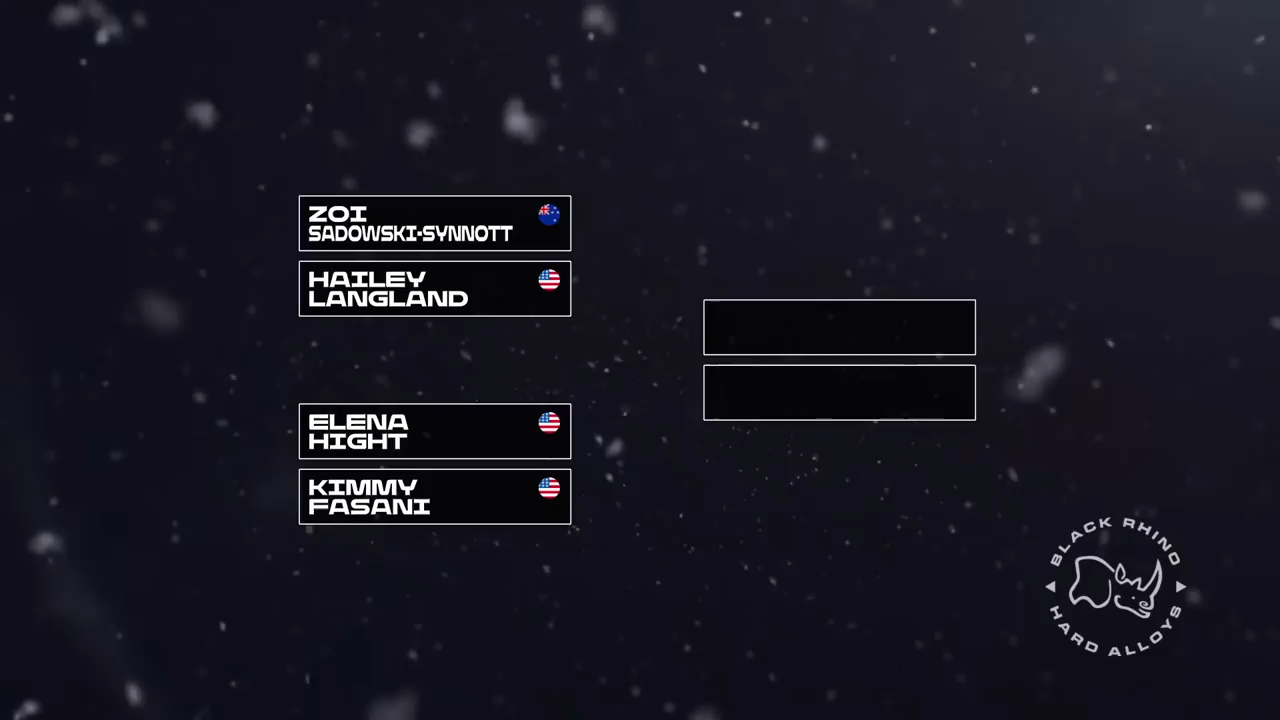 ZOI
SADOWSKI-SYNNOTT
HAILEY
LANGLAND
ELENA
HIGHT
KIMMY
FASANI
BLACK RHINO
HARD ALLOYS